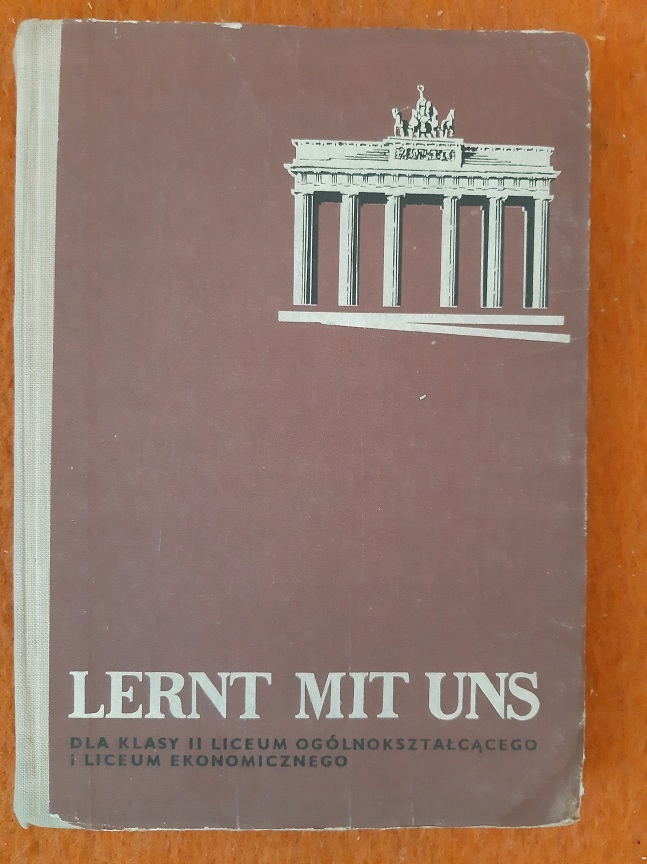 LERNT MIT UNS
DLA KLASY II LICEUM OGÓLNOKSZTAŁCĄCEGO
I LICEUM EKONOMICZNEGO